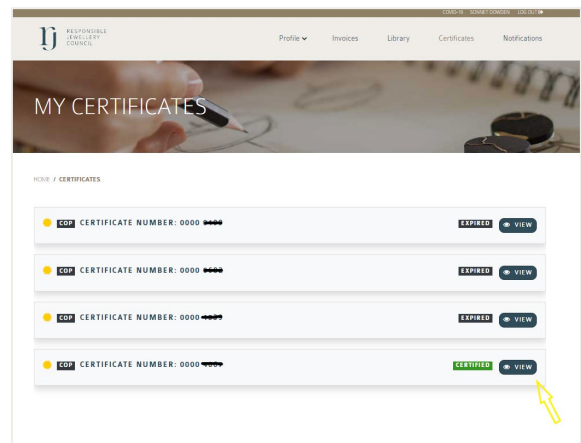 COVID-19 SONNET DOWDEN LOG OUT
RJ RESPONSIBLE
JEWELLERY
COUNCIL
Profile Invoices Library Certificates Notifications
MY CERTIFICATES
HOME / CERTIFICATES
COP CERTIFICATE NUMBER: 0000 EXPIRED VIEW
COP CERTIFICATE NUMBER: 0000 EXPIRED VIEW
COP CERTIFICATE NUMBER: 0000 EXPIRED VIEW
COP CERTIFICATE NUMBER: 0000 CERTIFIED VIEW